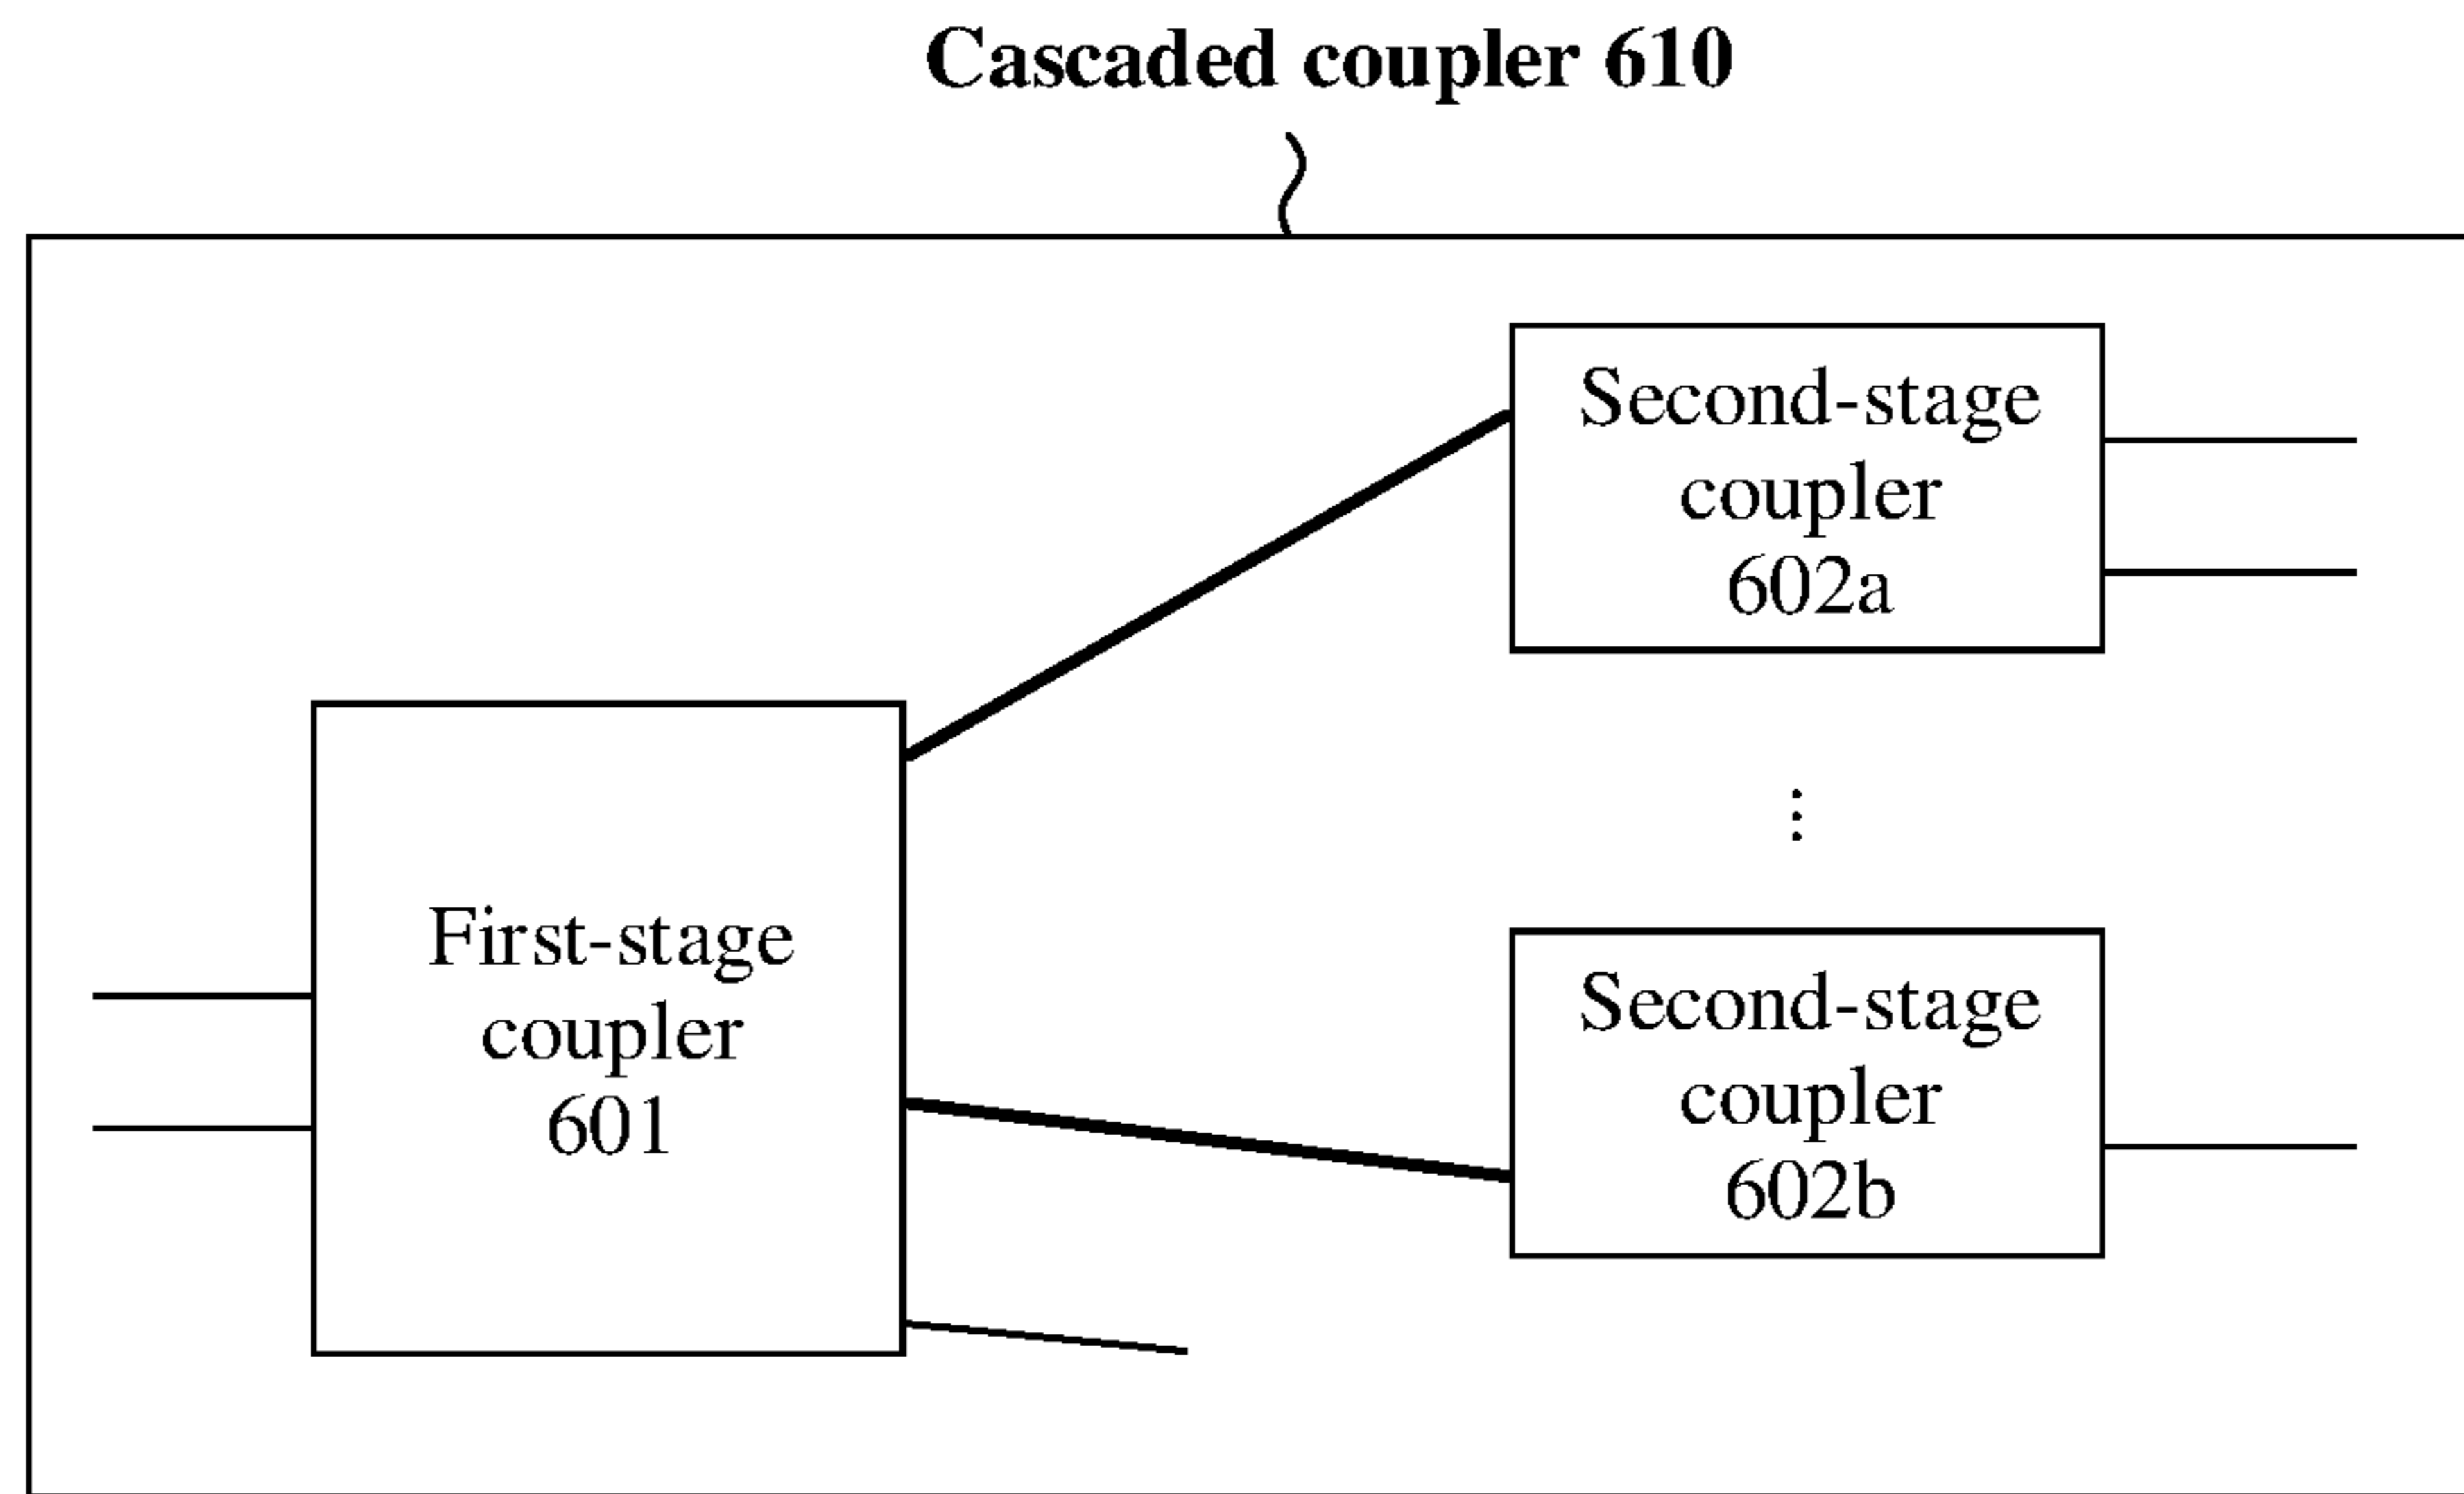 Cascaded coupler 610
Second-stage
coupler
602a
First-stage
coupler
601
Second-stage
coupler
602b